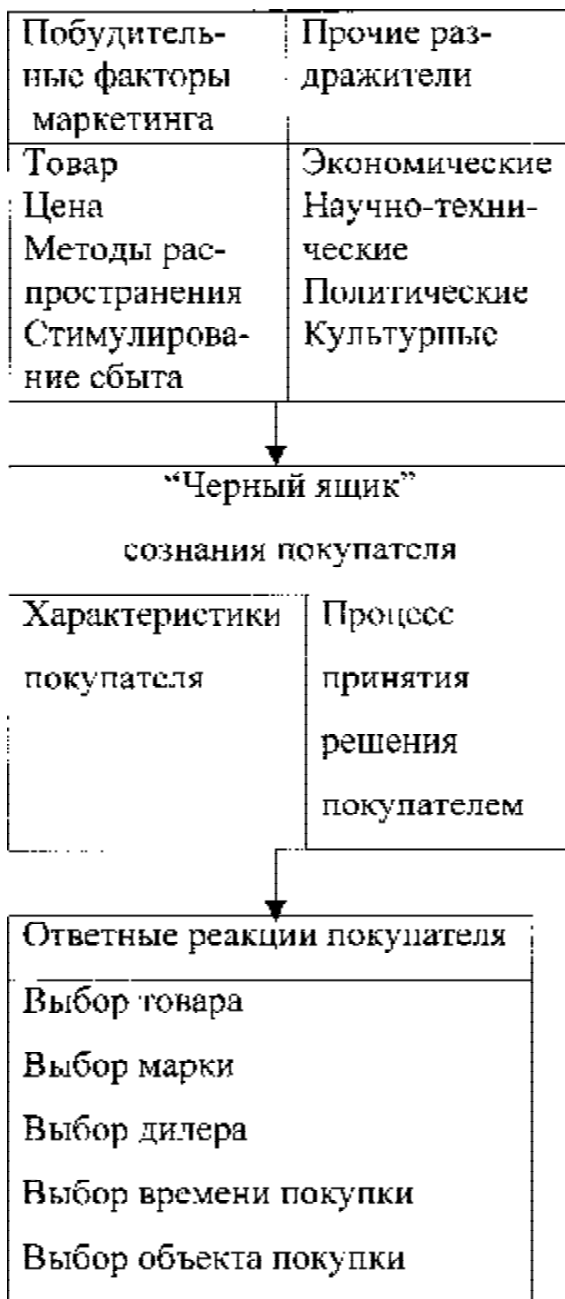 Побудитель-
ные факторы
маркетинга
Прочие раз-
дражители
Товар
Цена
Методы рас-
пространения
Стимулирова-
ние сбыта
Экономические
Научно-техни-
ческие
Политические
Культурные
“Черный ящик”
сознания покупателя
Характеристики
покупателя
Процесс
принятия
решения
покупателем
Ответные реакции покупателя
Выбор товара
Выбор марки
Выбор дилера
Выбор времени покупки
Выбор объекта покупки